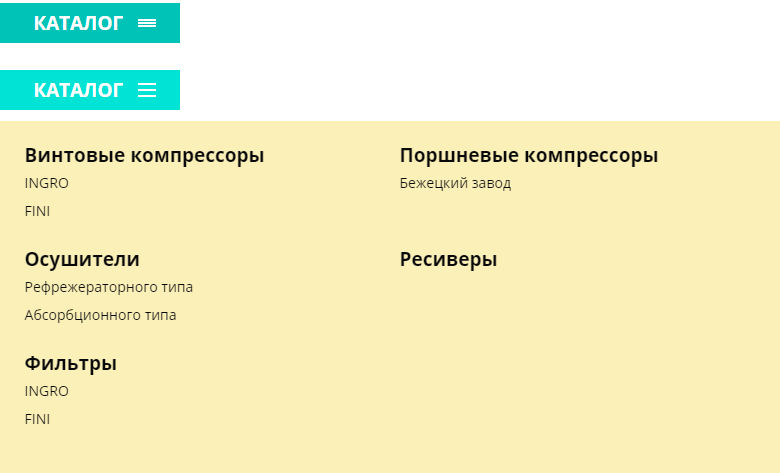 КАТАЛОГ
КАТАЛОГ
Винтовые компрессоры
INGRO
FINI
Поршневые компрессоры
Бежецкий завод
Осушители
Рефрежераторного типа
Абсорбционного типа
Ресиверы
Фильтры
INGRO
FINI